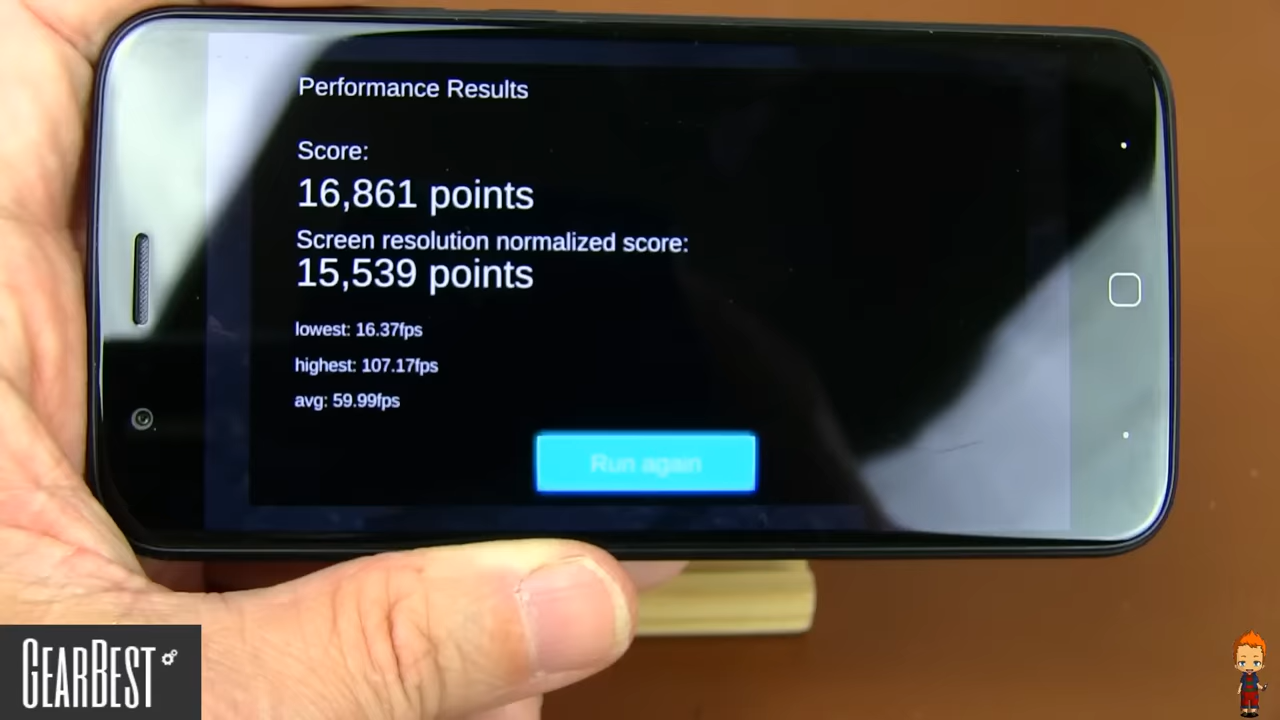 Performance Results
Score:
16,861 points
Screen resolution normalized score:
15,539 points
lowest: 16.37fps
highest: 107.17fps
avg: 59.99fps
Run again
GEARBEST